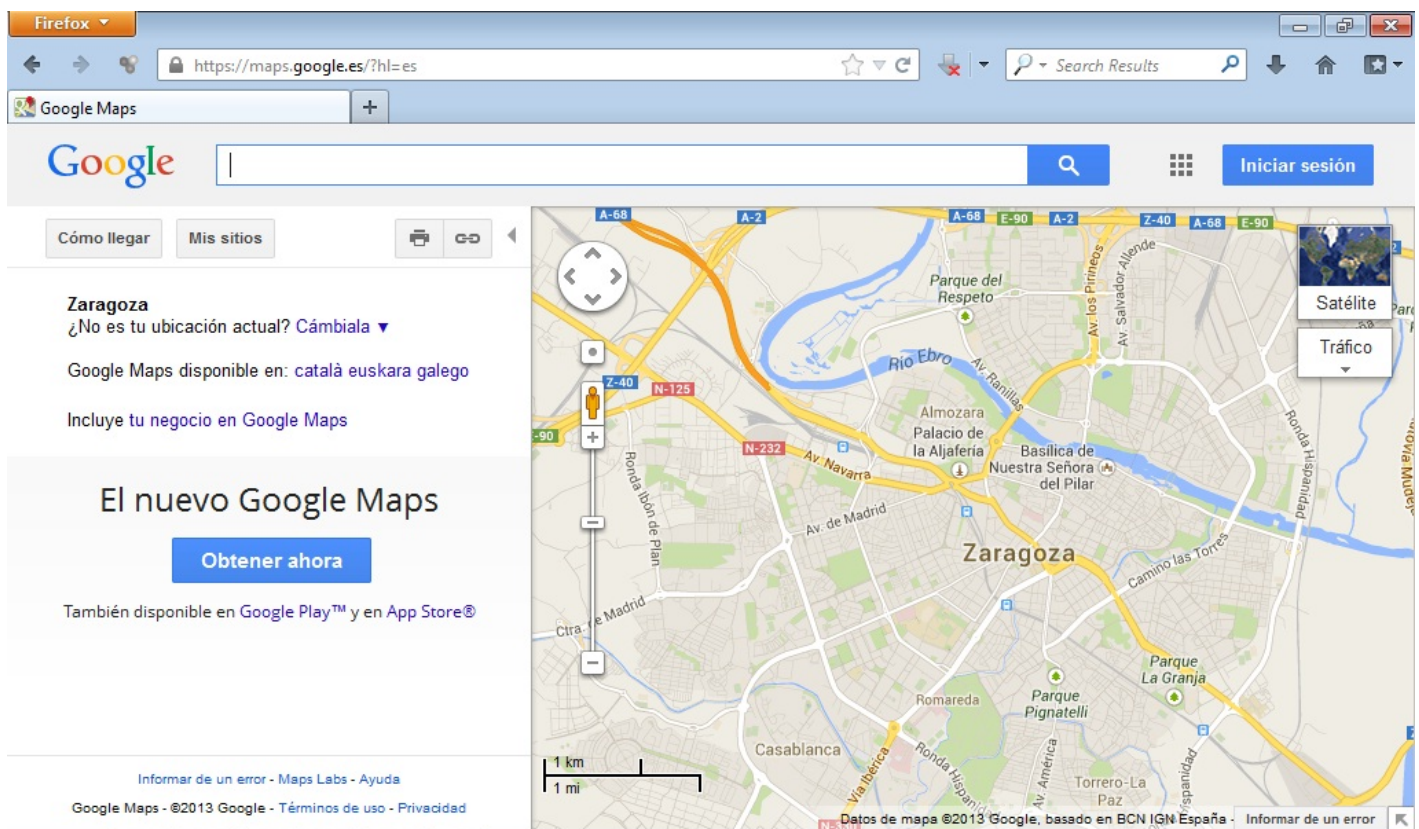 Firefox
https://maps.google.es/?hl=es
Search Results
Google Maps
Google
Iniciar sesión
Cómo llegar
Mis sitios
Zaragoza
¿No es tu ubicación actual? Cámbiala ▼
Google Maps disponible en: català euskara galego
Incluye tu negocio en Google Maps
El nuevo Google Maps
Obtener ahora
También disponible en Google Play™ y en App Store®
Informar de un error - Maps Labs - Ayuda
Google Maps - ©2013 Google - Términos de uso - Privacidad
A-68
A-2
A-68
E-90
A-2
Z-40
A-68
E-90
2
Satélite
Tráfico
Parque del
Respeto
Av. los Pirineos
Av. Salvador Allende
Río Ebro
Av. Ranillas
Z-40
N-125
-90
N-232
Av. Navarra
Almozara
Palacio de
la Aljafería
Basílica de
Nuestra Señora
del Pilar
Ronda Hispanidad
Ronda Ibón de Plan
Av. de Madrid
Zaragoza
Camino las Torres
Ctra. de Madrid
Parque
La Granja
Parque
Pignatelli
Romareda
Casablanca
Vía Ibérica
Ronda Hispanidad
Av. América
Torrero-La
Paz
Hispanidad
N-330
1 km
1 mi
Datos de mapa ©2013 Google, basado en BCN IGN España -
Informar de un error